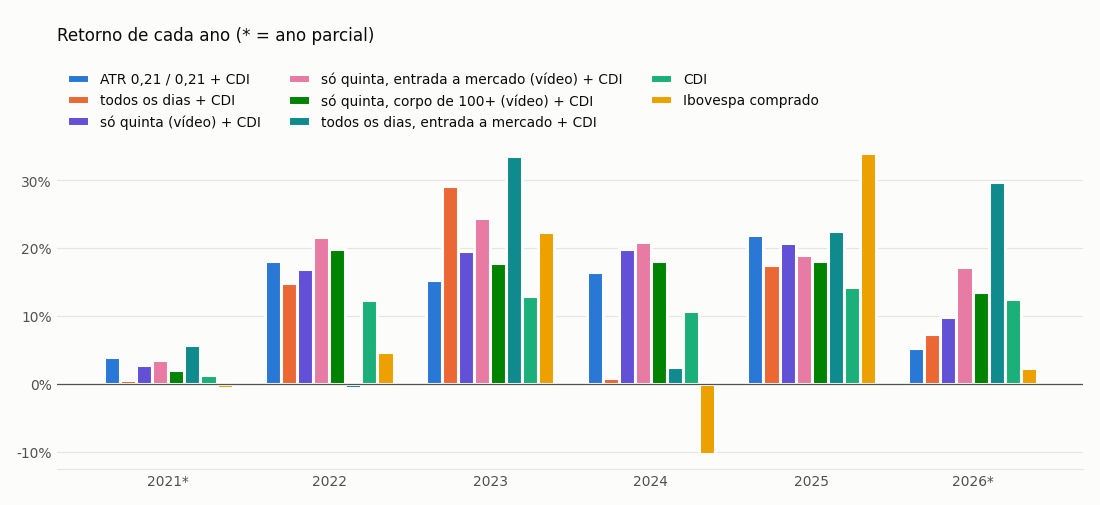 Retorno de cada ano (* = ano parcial)
ATR 0,21 / 0,21 + CDI
todos os dias + CDI
só quinta (vídeo) + CDI
só quinta, entrada a mercado (vídeo) + CDI
só quinta, corpo de 100+ (vídeo) + CDI
todos os dias, entrada a mercado + CDI
CDI
Ibovespa comprado
30%
20%
10%
0%
-10%
2021* 2022 2023 2024 2025 2026*